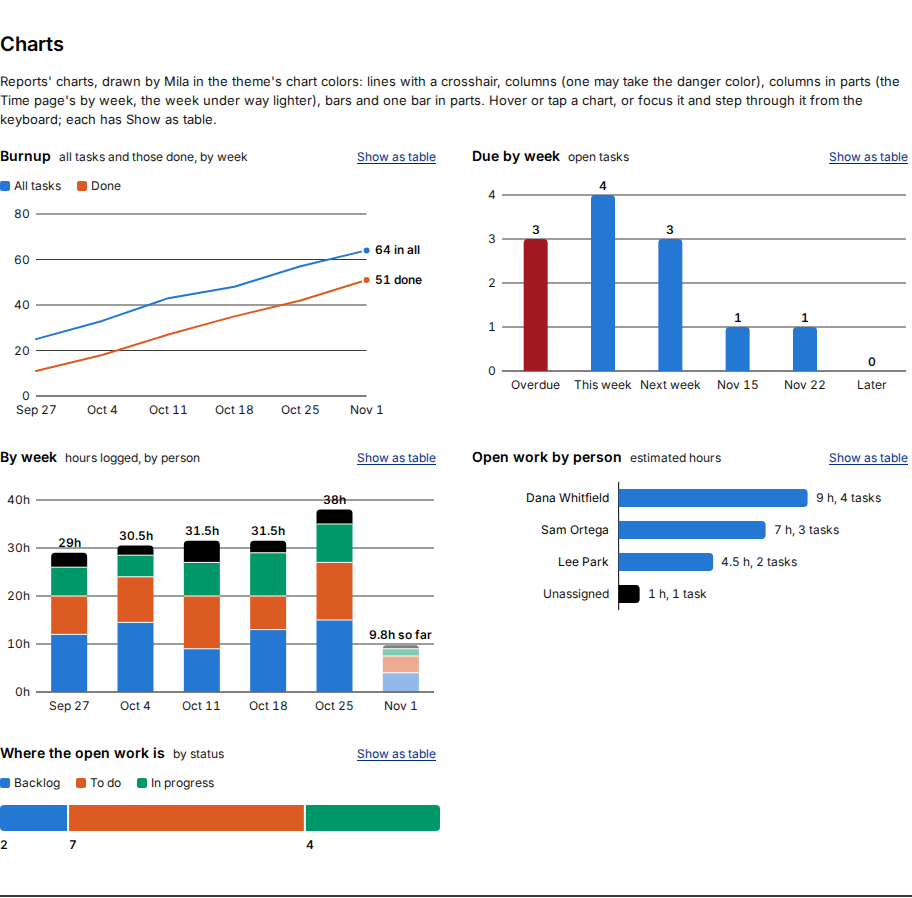 Charts
Reports' charts, drawn by Mila in the theme's chart colors: lines with a crosshair, columns (one may take the danger color), columns in parts (the
Time page's by week, the week under way lighter), bars and one bar in parts. Hover or tap a chart, or focus it and step through it from the
keyboard; each has Show as table.
Burnup all tasks and those done, by week Show as table
All tasks Done
80
60
40
20
0
64 in all
51 done
Sep 27 Oct 4 Oct 11 Oct 18 Oct 25 Nov 1
Due by week open tasks Show as table
4
3
2
1
0
3 4 3 1 1 0
Overdue This week Next week Nov 15 Nov 22 Later
By week hours logged, by person Show as table
40h
30h
20h
10h
0h
29h 30.5h 31.5h 31.5h 38h 9.8h so far
Sep 27 Oct 4 Oct 11 Oct 18 Oct 25 Nov 1
Open work by person estimated hours Show as table
Dana Whitfield 9 h, 4 tasks
Sam Ortega 7 h, 3 tasks
Lee Park 4.5 h, 2 tasks
Unassigned 1 h, 1 task
Where the open work is by status Show as table
Backlog To do In progress
2 7 4